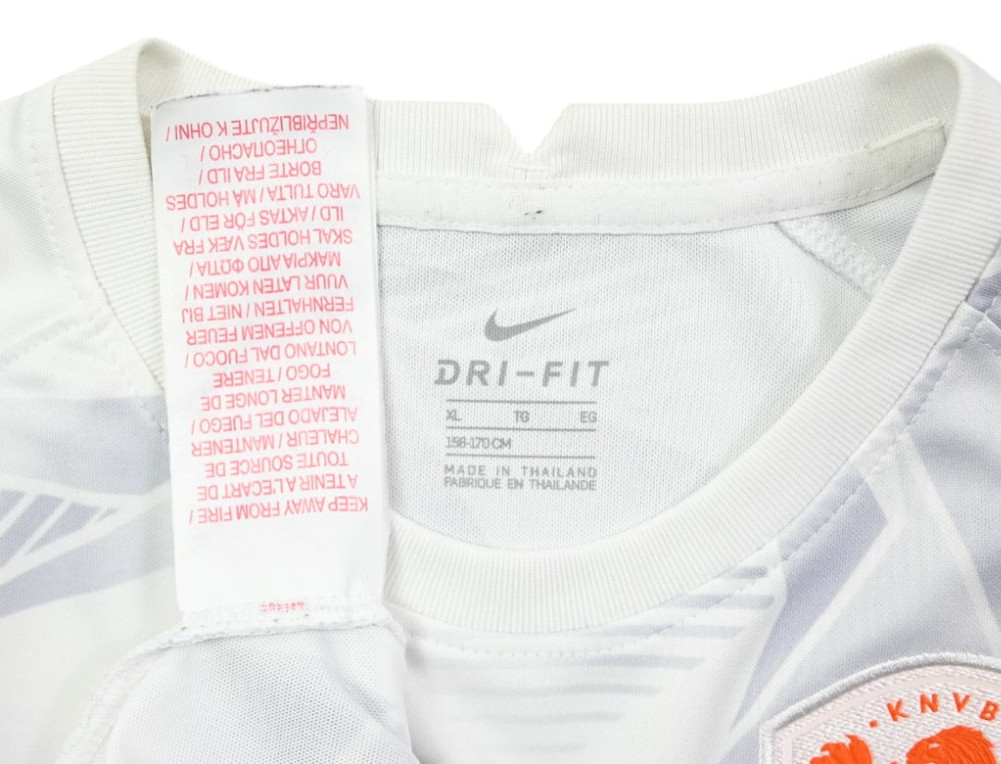 KEEP AWAY FROM FIRE /
A TENIR A L'ECART DE
TOUTE SOURCE DE
CHALEUR / MANTENER
ALEJADO DEL FUEGO /
MANTER LONGE DE
FOGO / TENERE
LONTANO DAL FUOCO /
VON OFFENEM FEUER
FERNHALTEN / NIET BIJ
VUUR LATEN KOMEN /
ΜΑΚΡΙΑ ΑΠΟ ΦΩΤΙΑ /
SKAL HOLDES VÆK FRA
ILD / AKTAS FÖR ELD /
VARO TULTA / MÅ HOLDES
BORTE FRA ILD /
ОГНЕОПАСНО /
NEPŘIBLIŽUJTE K OHNI /
DRI-FIT
XL TG EG
158-170 CM
MADE IN THAILAND
FABRIQUE EN THAILANDE
·KNVB